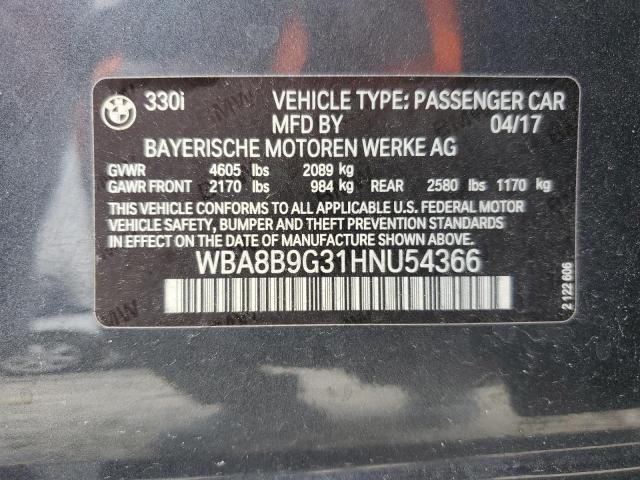 330i VEHICLE TYPE: PASSENGER CAR
MFD BY 04/17
BAYERISCHE MOTOREN WERKE AG
GVWR 4605 lbs 2089 kg
GAWR FRONT 2170 lbs 984 kg REAR 2580 lbs 1170 kg
THIS VEHICLE CONFORMS TO ALL APPLICABLE U.S. FEDERAL MOTOR
VEHICLE SAFETY, BUMPER AND THEFT PREVENTION STANDARDS
IN EFFECT ON THE DATE OF MANUFACTURE SHOWN ABOVE.
WBA8B9G31HNU54366
2 122 606